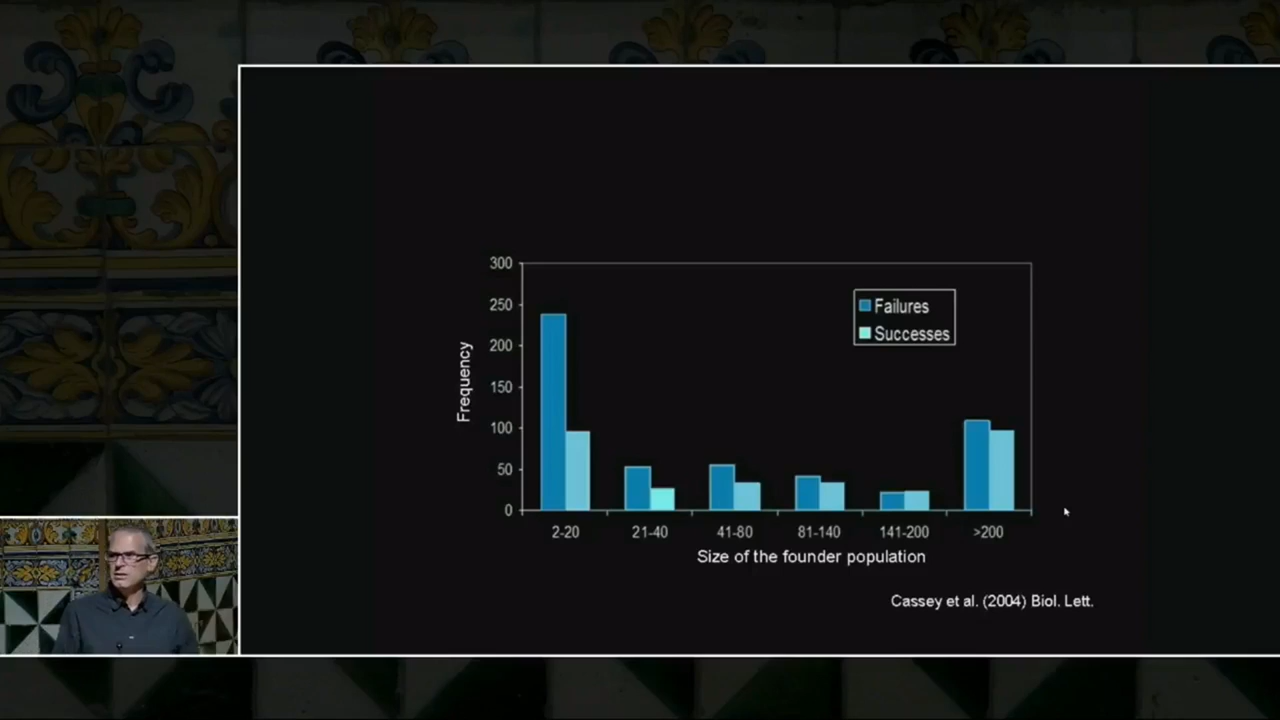 300
250
200
150
100
50
0
Frequency
Failures
Successes
2-20
21-40
41-80
81-140
141-200
>200
Size of the founder population
Cassey et al. (2004) Biol. Lett.